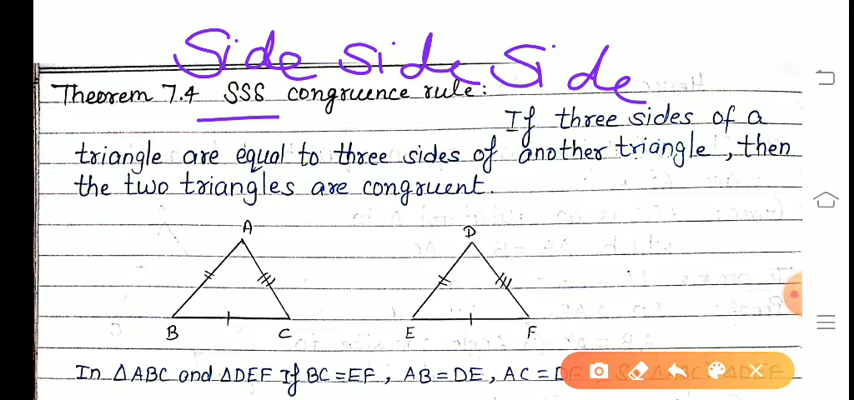 Side Side Side
Theorem 7.4 SSS congruence rule:
If three sides of a
triangle are equal to three sides of another triangle, then
the two triangles are congruent.
A D
B C E F
In ΔABC and ΔDEF If BC = EF, AB = DE, AC =